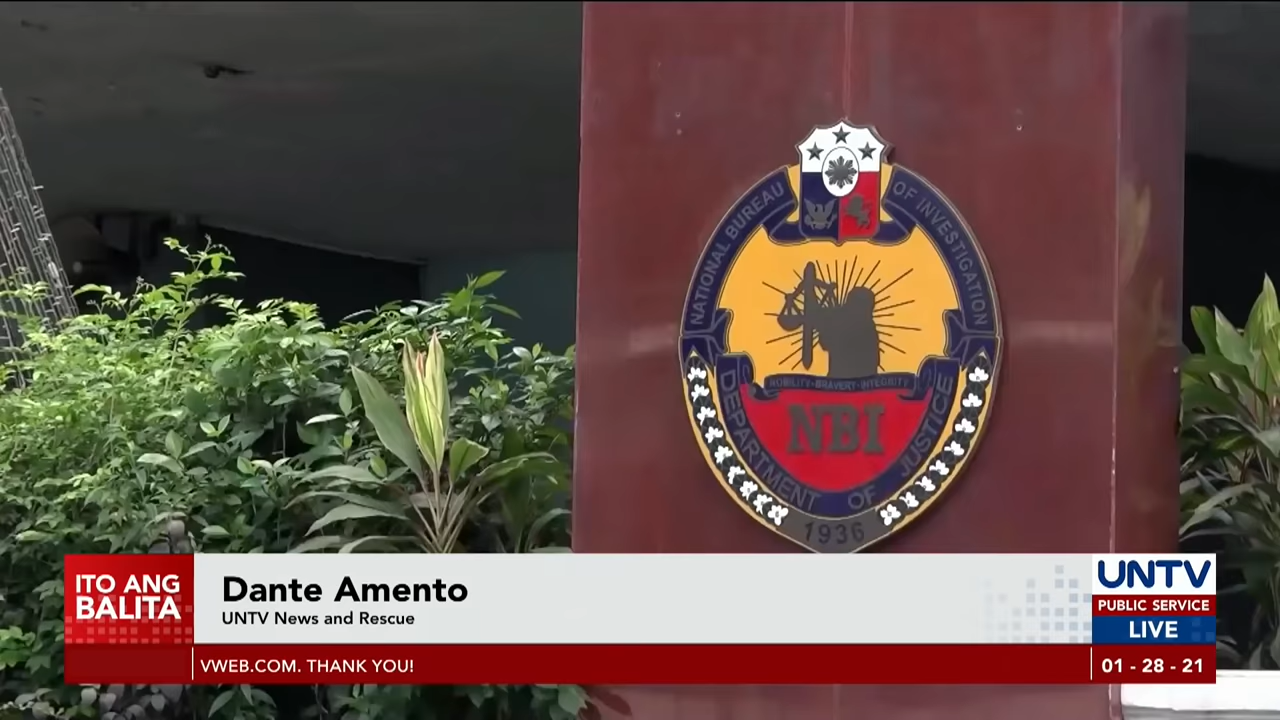 NATIONAL BUREAU
OF INVESTIGATION
NOBILITY-BRAVERY-INTEGRITY
NBI
DEPARTMENT OF JUSTICE
1936
ITO ANG
BALITA
Dante Amento
UNTV News and Rescue
UNTV
PUBLIC SERVICE
LIVE
VWEB.COM. THANK YOU!
01 - 28 - 21